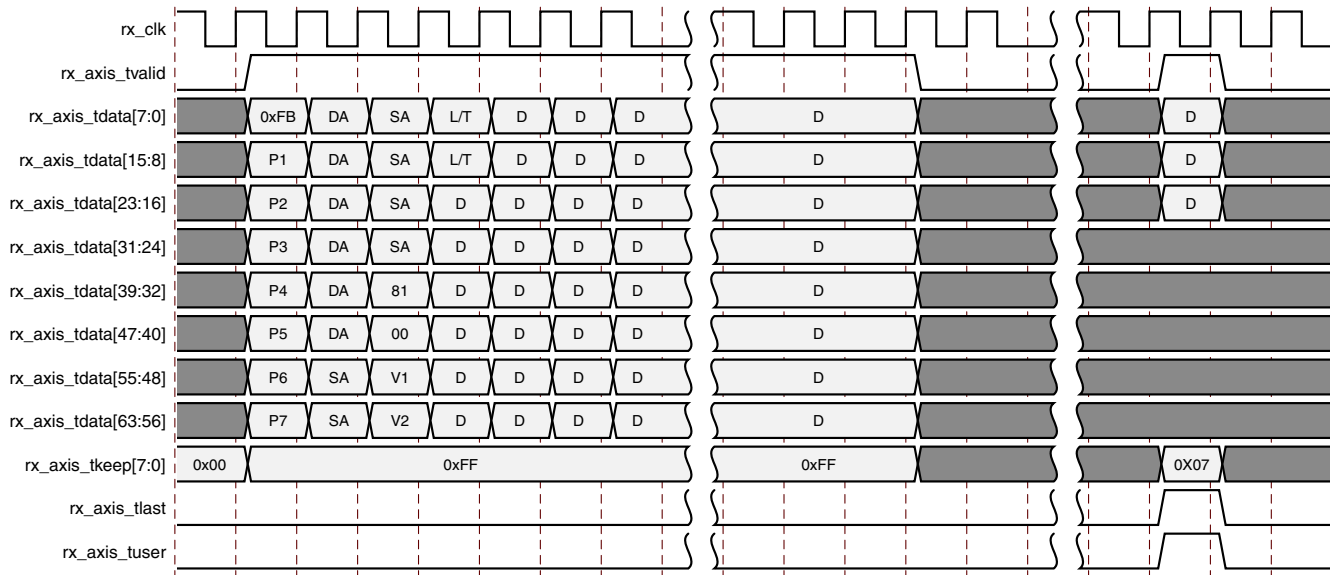 rx_clk
rx_axis_tvalid
rx_axis_tdata[7:0] 0xFB DA SA L/T D D D D D
rx_axis_tdata[15:8] P1 DA SA L/T D D D D D
rx_axis_tdata[23:16] P2 DA SA D D D D D D
rx_axis_tdata[31:24] P3 DA SA D D D D D
rx_axis_tdata[39:32] P4 DA 81 D D D D D
rx_axis_tdata[47:40] P5 DA 00 D D D D D
rx_axis_tdata[55:48] P6 SA V1 D D D D D
rx_axis_tdata[63:56] P7 SA V2 D D D D D
rx_axis_tkeep[7:0] 0x00 0xFF 0xFF 0X07
rx_axis_tlast
rx_axis_tuser